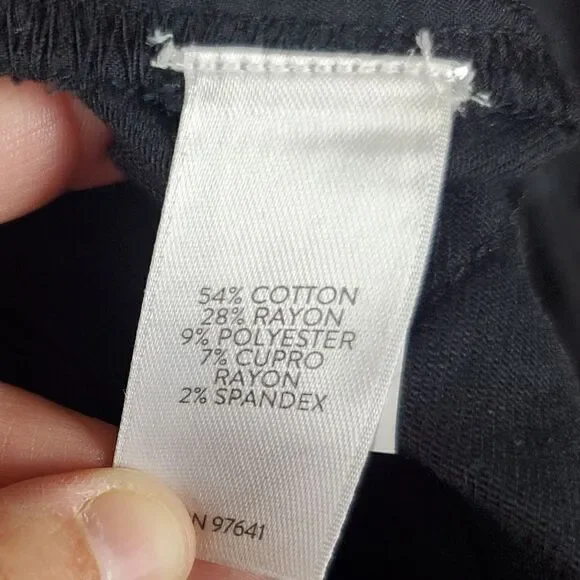 54% COTTON
28% RAYON
9% POLYESTER
7% CUPRO
RAYON
2% SPANDEX
N 97641